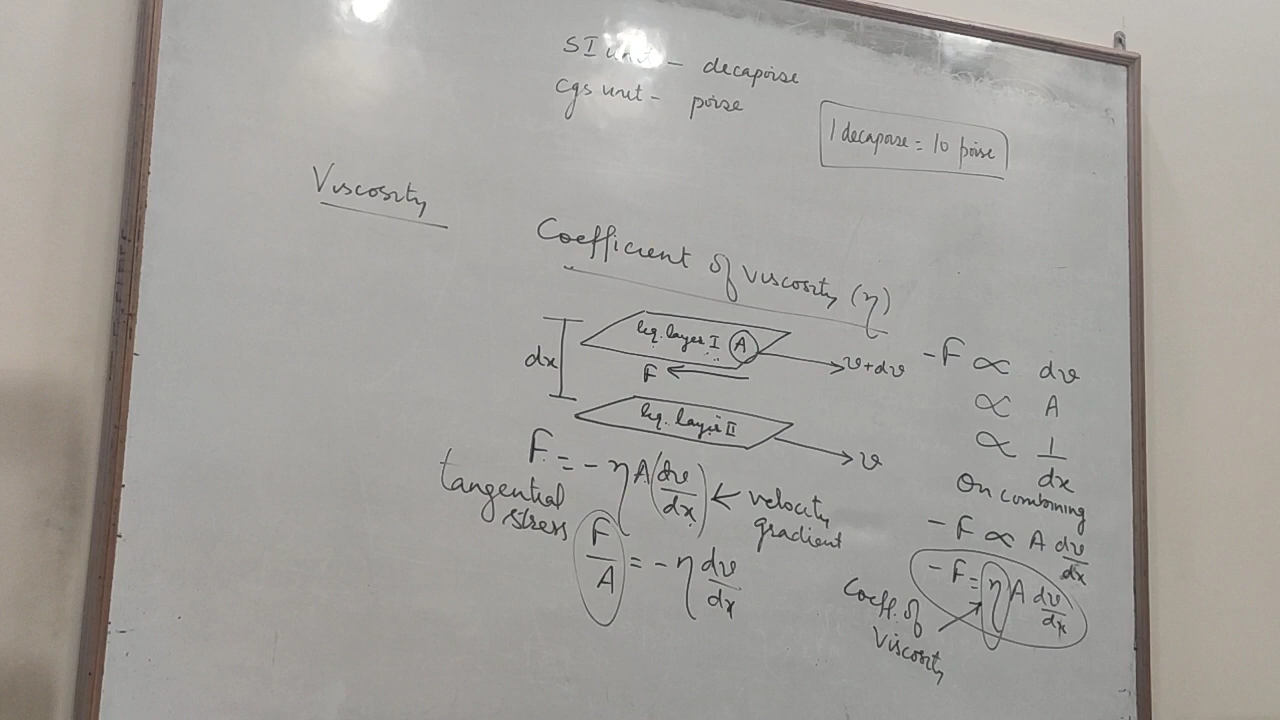 SI unit - decapoise
cgs unit - poise
1 decapoise = 10 poise
Viscosity
Coefficient of viscosity (η)
dx
liq. layer I A
v+dv
F
liq. layer II
v
F = - η A (dv/dx) ← velocity gradient
tangential stress
F/A = - η dv/dx
-F ∝ dv
∝ A
∝ 1/dx
On combining
-F ∝ A dv/dx
-F = η A dv/dx
Coeff. of
Viscosity